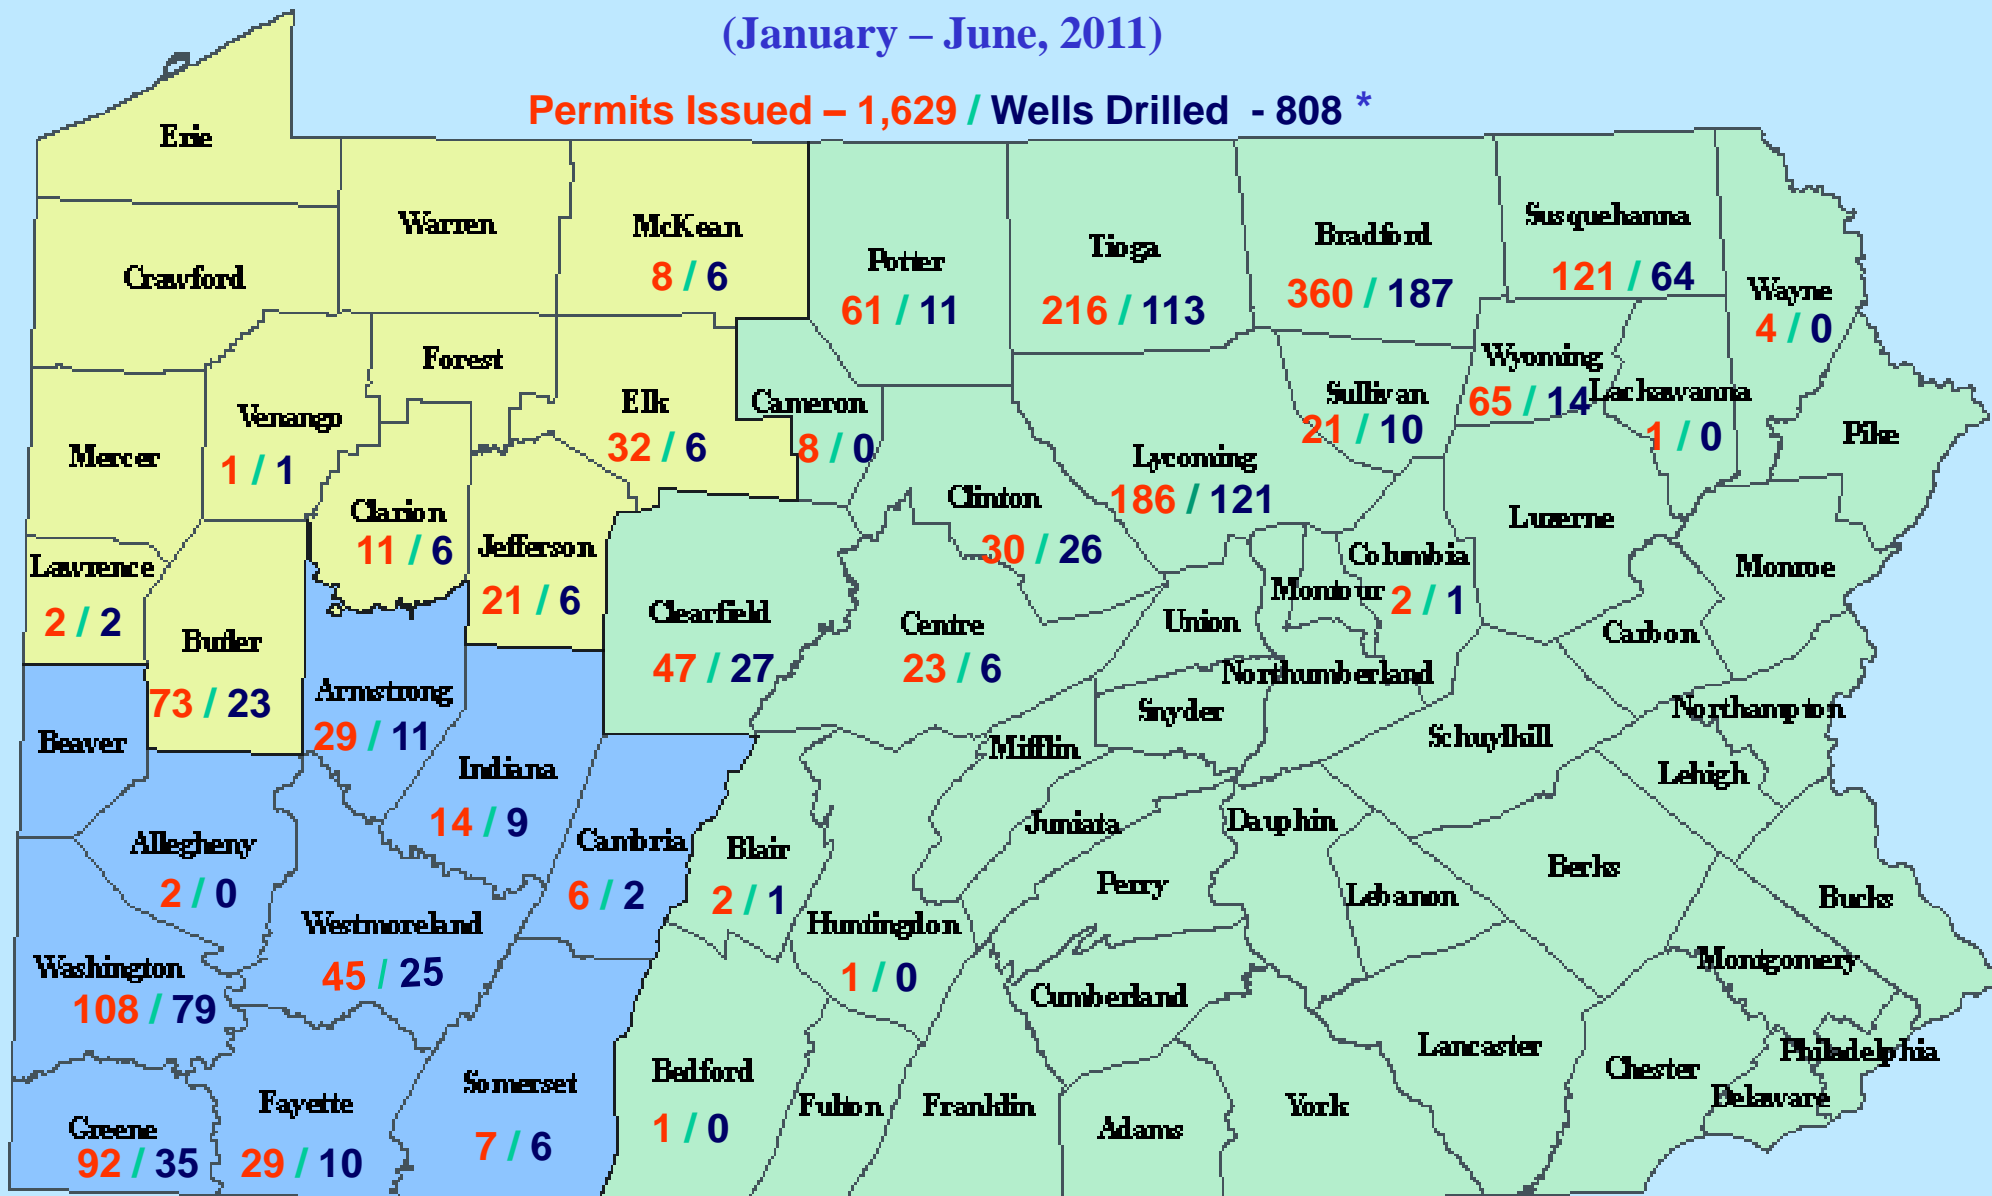 (January – June, 2011)
Permits Issued – 1,629 / Wells Drilled - 808 *
Erie
Warren
McKean
8 / 6
Crawford
Potter
61 / 11
Tioga
216 / 113
Bradford
360 / 187
Susquehanna
121 / 64
Wayne
4 / 0
Forest
Elk
32 / 6
Cameron
8 / 0
Venango
1 / 1
Mercer
Sullivan
21 / 10
Wyoming
65 / 14
Lackawanna
1 / 0
Pike
Lycoming
186 / 121
Clinton
30 / 26
Clarion
11 / 6
Jefferson
21 / 6
Lawrence
2 / 2
Butler
73 / 23
Clearfield
47 / 27
Centre
23 / 6
Union
Montour
Columbia
2 / 1
Luzerne
Monroe
Carbon
Northumberland
Snyder
Northampton
Schuylkill
Lehigh
Mifflin
Juniata
Armstrong
29 / 11
Beaver
Indiana
14 / 9
Allegheny
2 / 0
Cambria
6 / 2
Blair
2 / 1
Huntingdon
1 / 0
Perry
Dauphin
Lebanon
Berks
Bucks
Montgomery
Westmoreland
45 / 25
Washington
108 / 79
Cumberland
Lancaster
Chester
Philadelphia
Delaware
Greene
92 / 35
Fayette
29 / 10
Somerset
7 / 6
Bedford
1 / 0
Fulton
Franklin
Adams
York